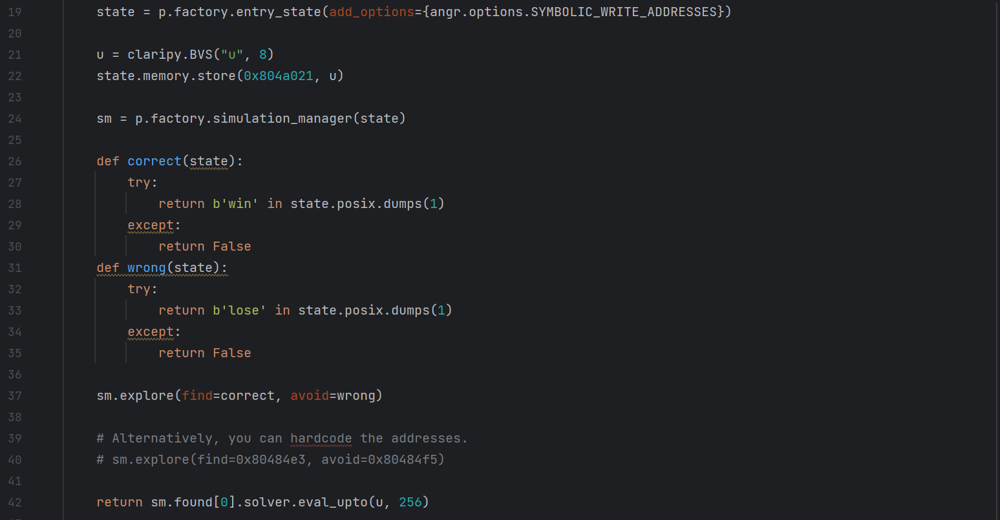 19 state = p.factory.entry_state(add_options={angr.options.SYMBOLIC_WRITE_ADDRESSES})
20
21 u = claripy.BVS("u", 8)
22 state.memory.store(0x804a021, u)
23
24 sm = p.factory.simulation_manager(state)
25
26 def correct(state):
27     try:
28         return b'win' in state.posix.dumps(1)
29     except:
30         return False
31 def wrong(state):
32     try:
33         return b'lose' in state.posix.dumps(1)
34     except:
35         return False
36
37 sm.explore(find=correct, avoid=wrong)
38
39 # Alternatively, you can hardcode the addresses.
40 # sm.explore(find=0x80484e3, avoid=0x80484f5)
41
42 return sm.found[0].solver.eval_upto(u, 256)